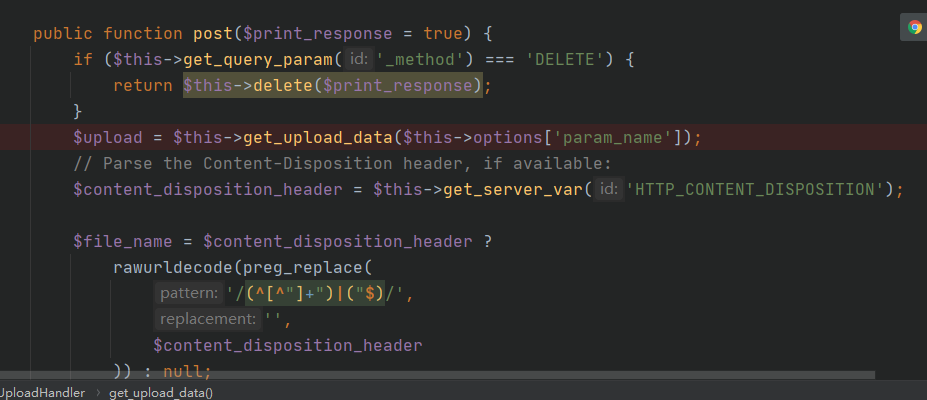 public function post($print_response = true) {
if ($this->get_query_param( id: '_method') === 'DELETE') {
return $this->delete($print_response);
}
$upload = $this->get_upload_data($this->options['param_name']);
// Parse the Content-Disposition header, if available:
$content_disposition_header = $this->get_server_var( id: 'HTTP_CONTENT_DISPOSITION');
$file_name = $content_disposition_header ?
rawurldecode(preg_replace(
pattern: '/(^[^"]+")|("$)/',
replacement: '',
$content_disposition_header
)) : null;
UploadHandler › get_upload_data()